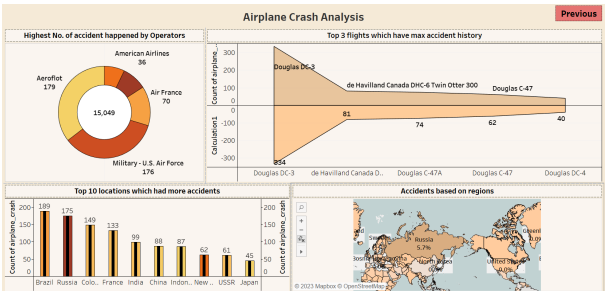 Airplane Crash Analysis
Previous
Highest No. of accident happened by Operators
American Airlines
36
Aeroflot
179
Air France
70
15,049
Military - U.S. Air Force
176
Top 3 flights which have max accident history
Count of airplane_..
300
200
100
0
Douglas DC-3
de Havilland Canada DHC-6 Twin Otter 300
Douglas C-47
Calculation1
0
-100
-200
-300
334
81
74
62
40
Douglas DC-3
de Havilland Canada D..
Douglas C-47A
Douglas C-47
Douglas DC-4
Top 10 locations which had more accidents
Count of airplane_crash
200
150
100
50
0
189
175
149
133
99
88
87
62
61
45
200
150
100
50
0
Count of airplane_crash
Brazil
Russia
Colo..
France
India
China
Indon..
New ..
USSR
Japan
Accidents based on regions
Russia
5.7%
North Korea
United States
0.0%
© 2023 Mapbox © OpenStreetMap